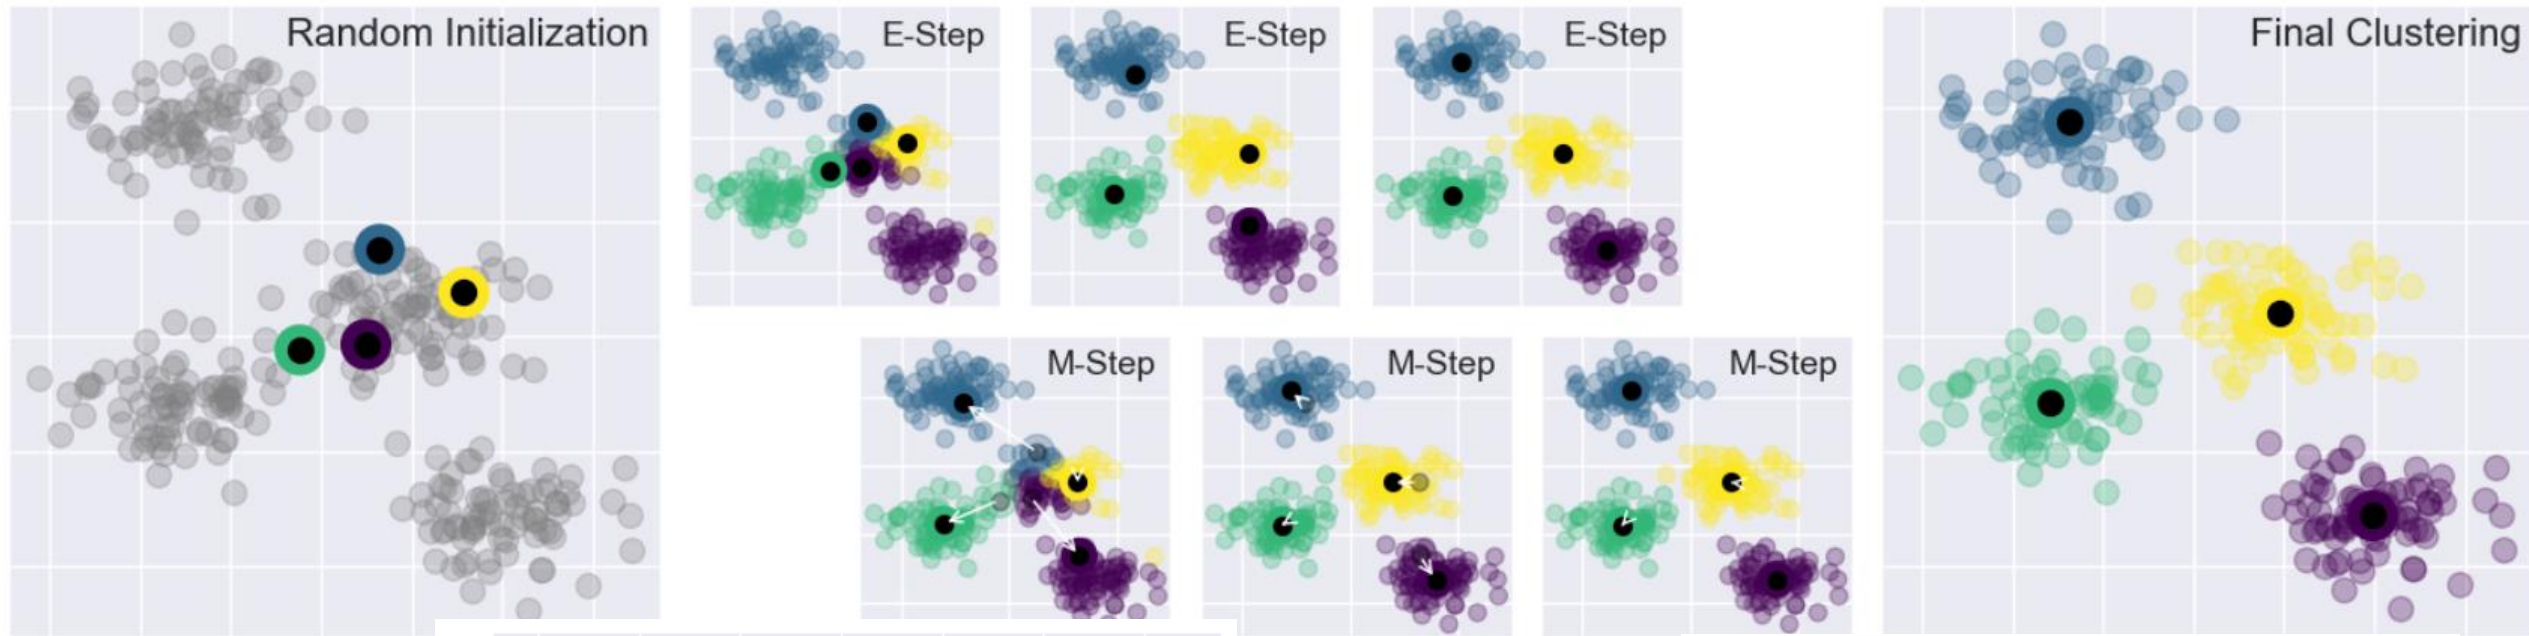 Random Initialization
E-Step
E-Step
E-Step
Final Clustering
M-Step
M-Step
M-Step